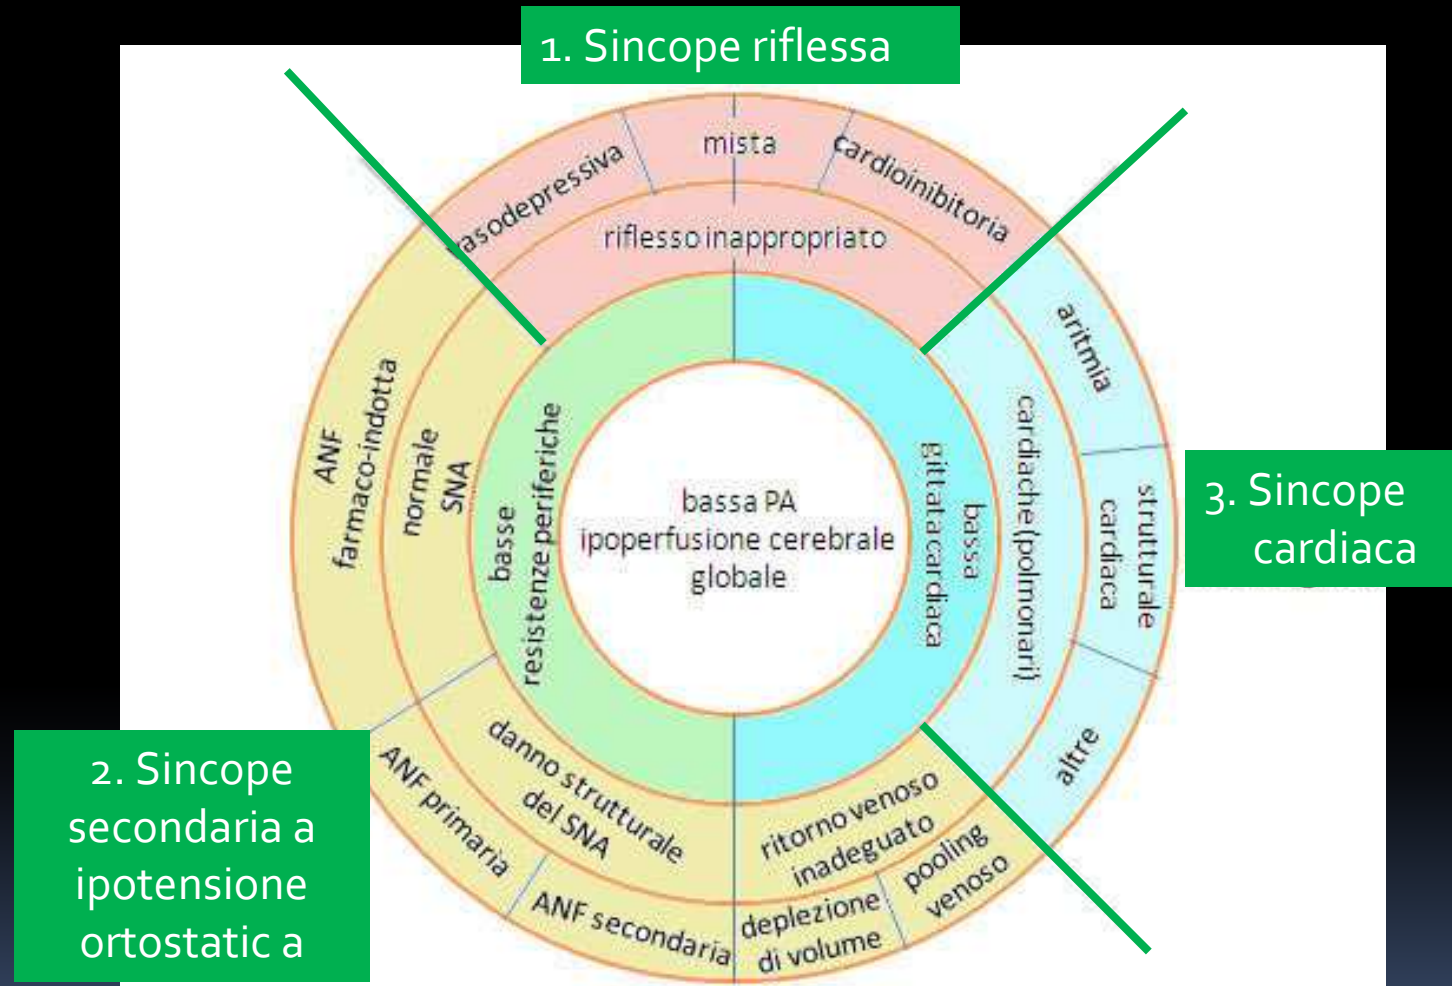 1. Sincope riflessa
vasodepressiva
mista
cardioinibitoria
riflesso inappropriato
aritmia
strutturale
cardiaca
altre
cardiache (polmonari)
bassa
gittata cardiaca
3. Sincope
cardiaca
bassa PA
ipoperfusione cerebrale
globale
basse
resistenze periferiche
normale
SNA
ANF
farmaco-indotta
danno strutturale
del SNA
ritorno venoso
inadeguato
ANF primaria
ANF secondaria
deplezione
di volume
pooling
venoso
2. Sincope
secondaria a
ipotensione
ortostatic a